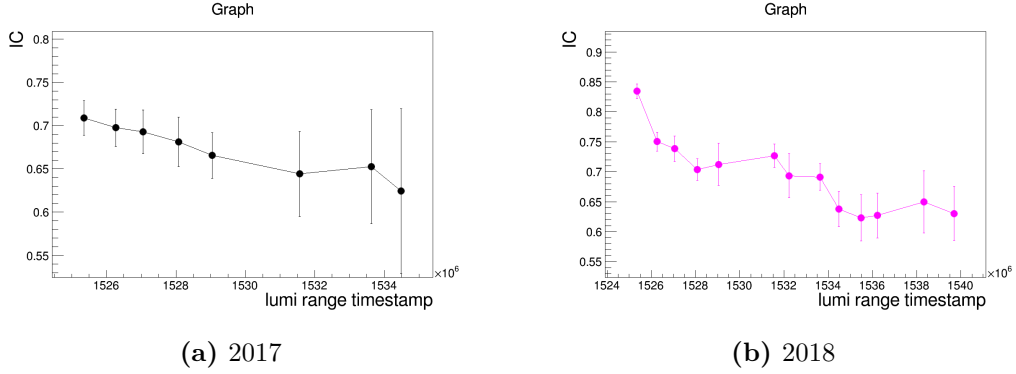 Graph
IC
0.8
0.75
0.7
0.65
0.6
0.55
1526 1528 1530 1532 1534
×10⁶
lumi range timestamp
(a) 2017
Graph
IC
0.9
0.85
0.8
0.75
0.7
0.65
0.6
0.55
1524 1526 1528 1530 1532 1534 1536 1538 1540
×10⁶
lumi range timestamp
(b) 2018